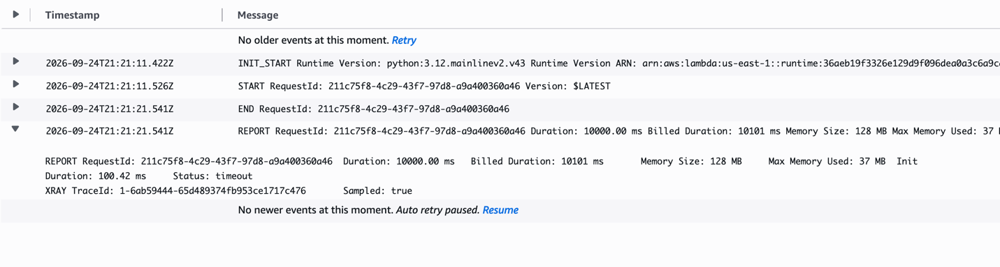 Timestamp Message
No older events at this moment. Retry
2026-09-24T21:21:11.422Z INIT_START Runtime Version: python:3.12.mainlinev2.v43 Runtime Version ARN: arn:aws:lambda:us-east-1::runtime:36aeb19f3326e129d9f096dea0a3c6a9c
2026-09-24T21:21:11.526Z START RequestId: 211c75f8-4c29-43f7-97d8-a9a400360a46 Version: $LATEST
2026-09-24T21:21:21.541Z END RequestId: 211c75f8-4c29-43f7-97d8-a9a400360a46
2026-09-24T21:21:21.541Z REPORT RequestId: 211c75f8-4c29-43f7-97d8-a9a400360a46 Duration: 10000.00 ms Billed Duration: 10101 ms Memory Size: 128 MB Max Memory Used: 37
REPORT RequestId: 211c75f8-4c29-43f7-97d8-a9a400360a46 Duration: 10000.00 ms Billed Duration: 10101 ms Memory Size: 128 MB Max Memory Used: 37 MB Init
Duration: 100.42 ms Status: timeout
XRAY TraceId: 1-6ab59444-65d489374fb953ce1717c476 Sampled: true
No newer events at this moment. Auto retry paused. Resume